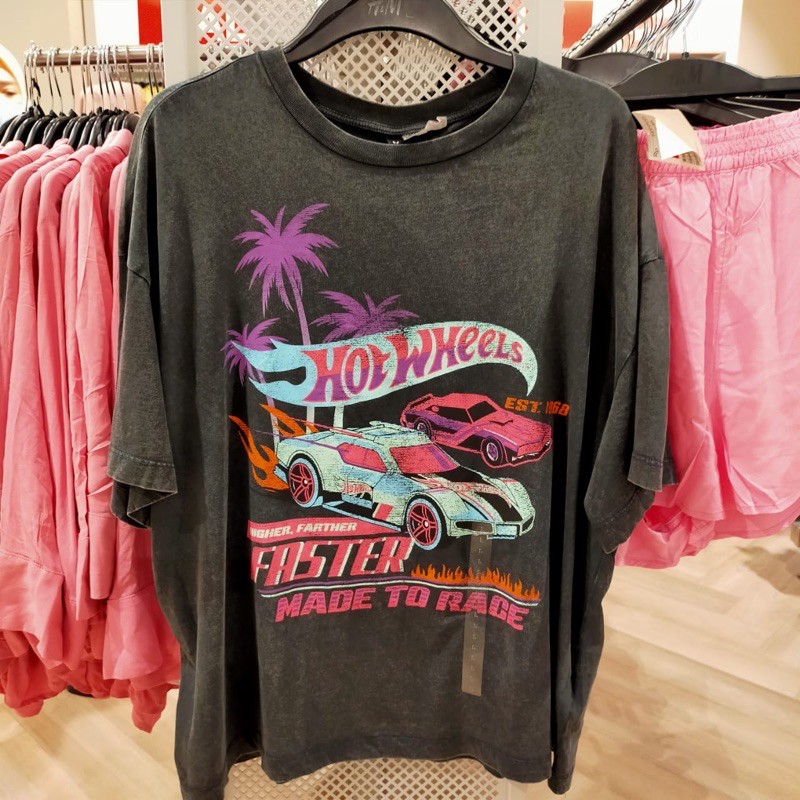 H&M
HOT WHEELS
EST. 1968
HIGHER, FARTHER
FASTER
MADE TO RACE